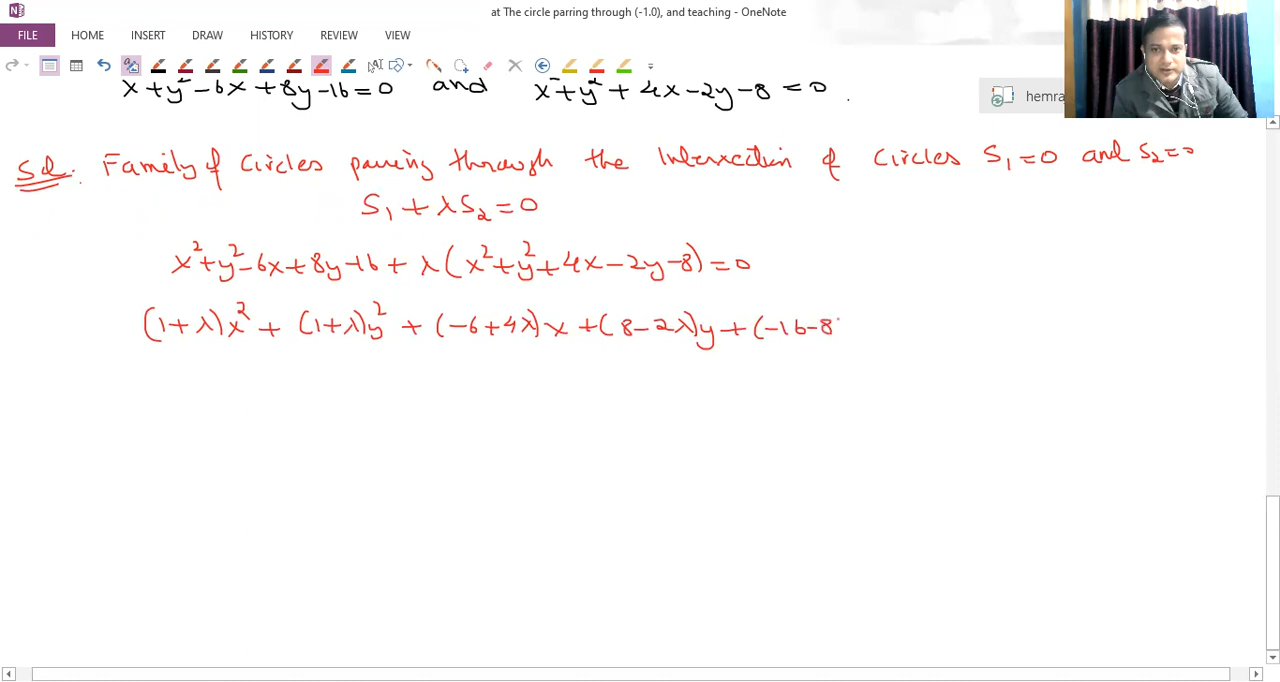 at The circle parring through (-1.0), and teaching - OneNote
FILE HOME INSERT DRAW HISTORY REVIEW VIEW
x²+y²-6x+8y-16=0 and x²+y²+4x-2y-8=0.
hemra
Sol. Family of Circles passing through the Intersection of Circles S₁=0 and S₂=0
S₁+λS₂=0
x²+y²-6x+8y-16+λ(x²+y²+4x-2y-8)=0
(1+λ)x²+(1+λ)y²+(-6+4λ)x+(8-2λ)y+(-16-8